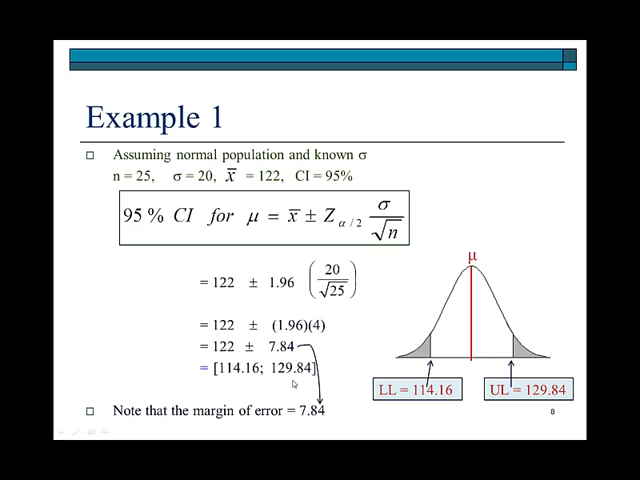 Example 1
Assuming normal population and known σ
n = 25, σ = 20, x̅ = 122, CI = 95%
95 % CI for μ = x̅ ± Z α / 2 σ / √n
= 122 ± 1.96 (20 / √25)
= 122 ± (1.96)(4)
= 122 ± 7.84
= [114.16; 129.84]
μ
LL = 114.16 UL = 129.84
Note that the margin of error = 7.84
8